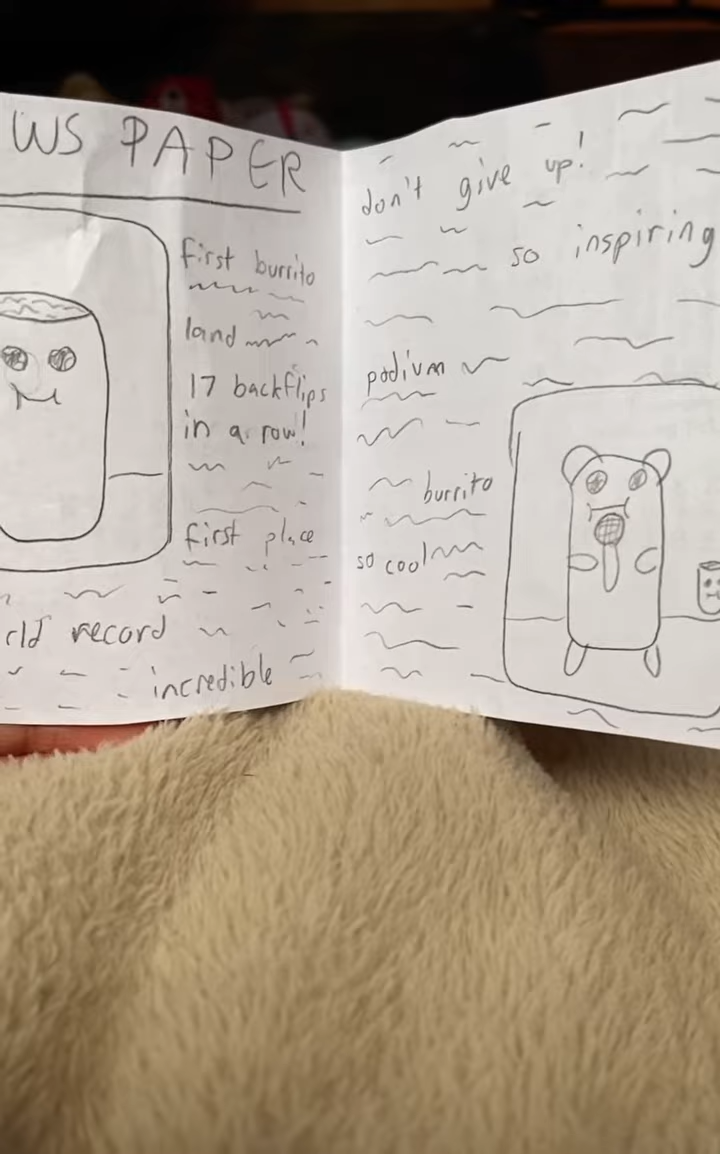 WS PAPER
first burrito
land
17 backflips
in a row!
first place
rld record
incredible
don't give up!
so inspiring
podium
burrito
so cool